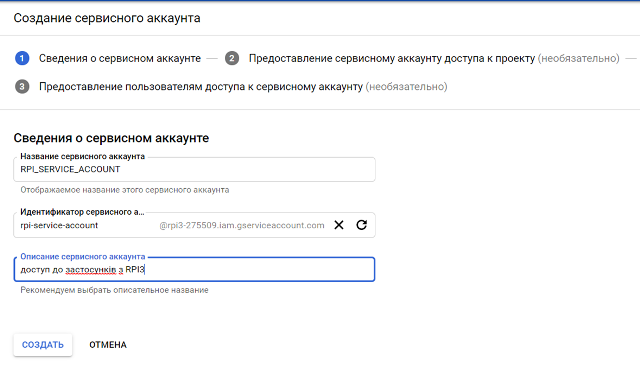 Создание сервисного аккаунта
1 Сведения о сервисном аккаунте — 2 Предоставление сервисному аккаунту доступа к проекту (необязательно) —
3 Предоставление пользователям доступа к сервисному аккаунту (необязательно)
Сведения о сервисном аккаунте
Название сервисного аккаунта
RPI_SERVICE_ACCOUNT
Отображаемое название этого сервисного аккаунта
Идентификатор сервисного а...
rpi-service-account @rpi3-275509.iam.gserviceaccount.com
Описание сервисного аккаунта
доступ до застосунків з RPI3
Рекомендуем выбрать описательное название
СОЗДАТЬ ОТМЕНА